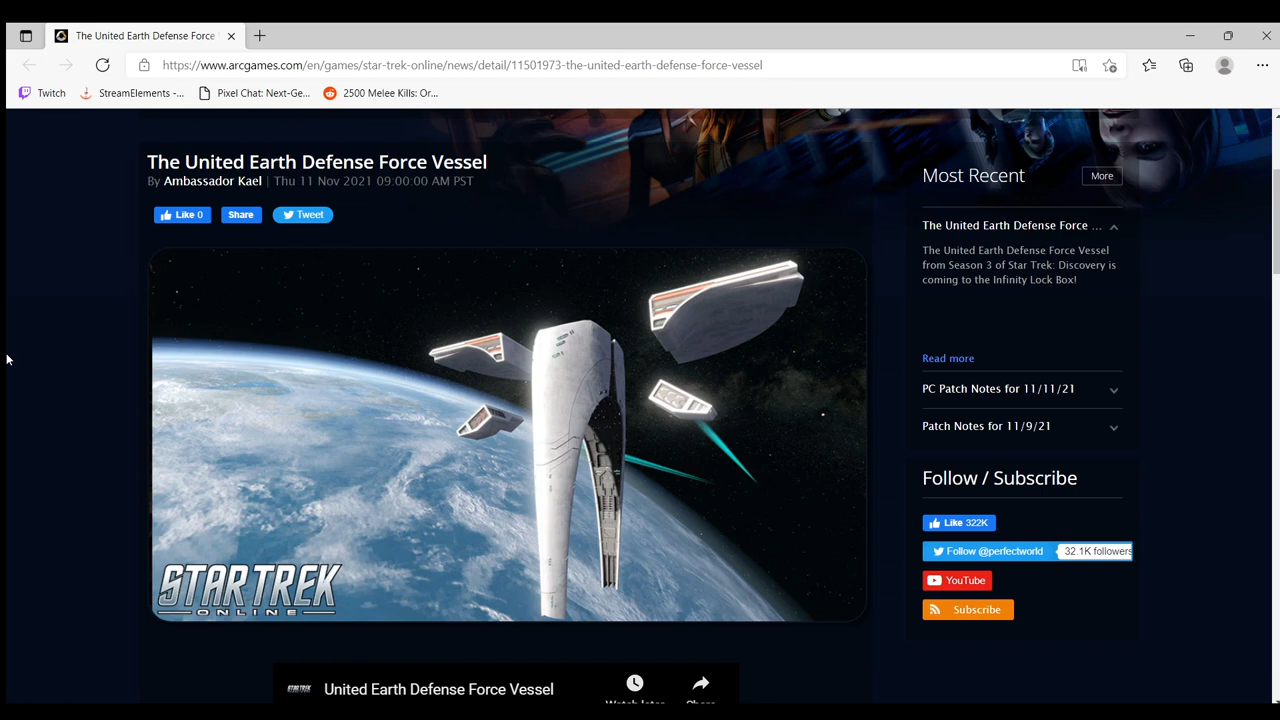 The United Earth Defense Force
https://www.arcgames.com/en/games/star-trek-online/news/detail/11501973-the-united-earth-defense-force-vessel
Twitch
StreamElements -...
Pixel Chat: Next-Ge...
2500 Melee Kills: Or...
The United Earth Defense Force Vessel
By Ambassador Kael | Thu 11 Nov 2021 09:00:00 AM PST
Like 0
Share
Tweet
STAR TREK
ONLINE
STAR TREK
United Earth Defense Force Vessel
Watch later
Share
Most Recent
More
The United Earth Defense Force ...
The United Earth Defense Force Vessel
from Season 3 of Star Trek: Discovery is
coming to the Infinity Lock Box!
Read more
PC Patch Notes for 11/11/21
Patch Notes for 11/9/21
Follow / Subscribe
Like 322K
Follow @perfectworld
32.1K followers
YouTube
Subscribe